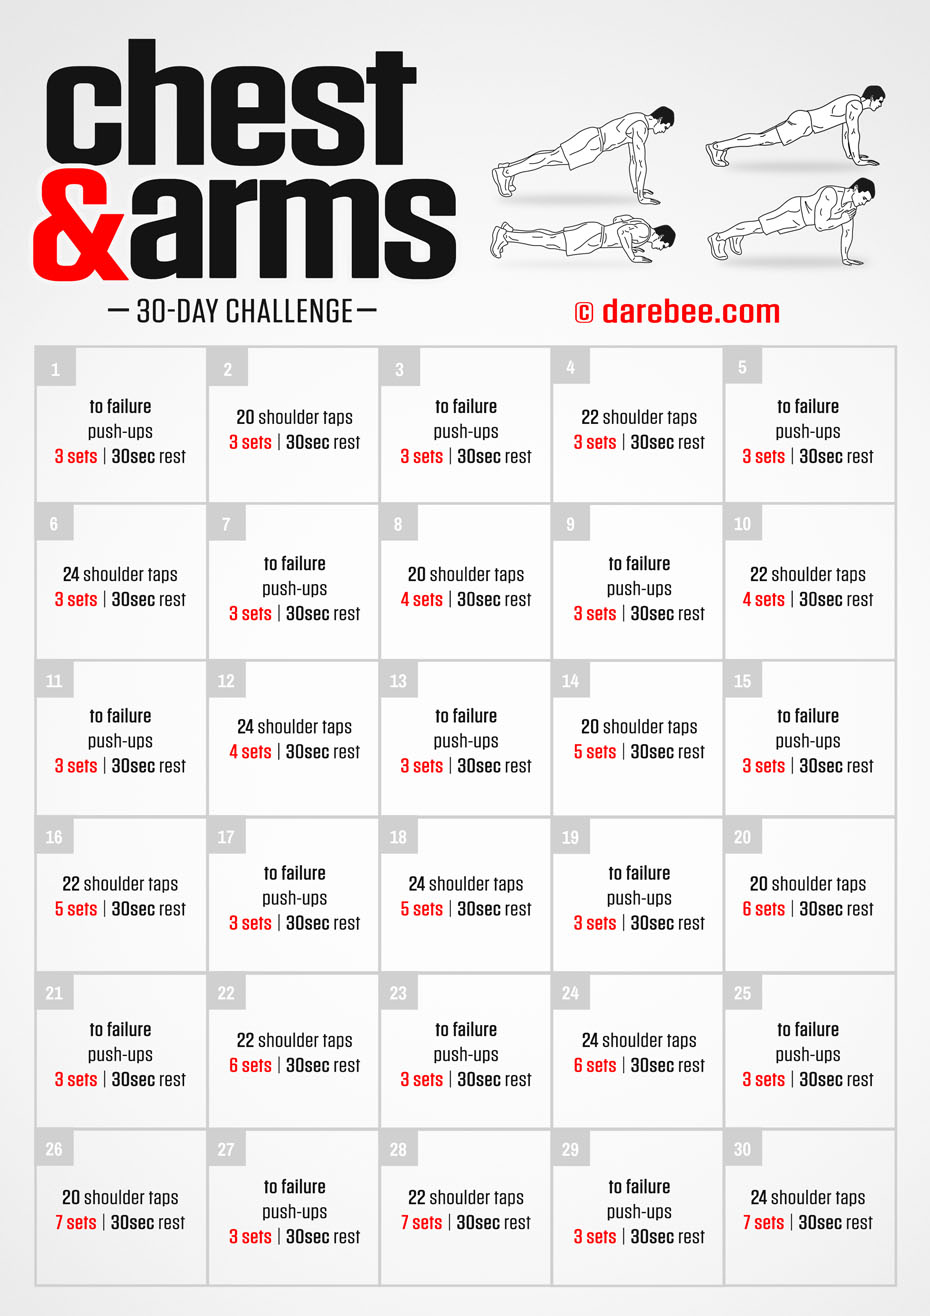 chest
&arms
– 30-DAY CHALLENGE –
© darebee.com
1
to failure
push-ups
3 sets | 30sec rest
2
20 shoulder taps
3 sets | 30sec rest
3
to failure
push-ups
3 sets | 30sec rest
4
22 shoulder taps
3 sets | 30sec rest
5
to failure
push-ups
3 sets | 30sec rest
6
24 shoulder taps
3 sets | 30sec rest
7
to failure
push-ups
3 sets | 30sec rest
8
20 shoulder taps
4 sets | 30sec rest
9
to failure
push-ups
3 sets | 30sec rest
10
22 shoulder taps
4 sets | 30sec rest
11
to failure
push-ups
3 sets | 30sec rest
12
24 shoulder taps
4 sets | 30sec rest
13
to failure
push-ups
3 sets | 30sec rest
14
20 shoulder taps
5 sets | 30sec rest
15
to failure
push-ups
3 sets | 30sec rest
16
22 shoulder taps
5 sets | 30sec rest
17
to failure
push-ups
3 sets | 30sec rest
18
24 shoulder taps
5 sets | 30sec rest
19
to failure
push-ups
3 sets | 30sec rest
20
20 shoulder taps
6 sets | 30sec rest
21
to failure
push-ups
3 sets | 30sec rest
22
22 shoulder taps
6 sets | 30sec rest
23
to failure
push-ups
3 sets | 30sec rest
24
24 shoulder taps
6 sets | 30sec rest
25
to failure
push-ups
3 sets | 30sec rest
26
20 shoulder taps
7 sets | 30sec rest
27
to failure
push-ups
3 sets | 30sec rest
28
22 shoulder taps
7 sets | 30sec rest
29
to failure
push-ups
3 sets | 30sec rest
30
24 shoulder taps
7 sets | 30sec rest